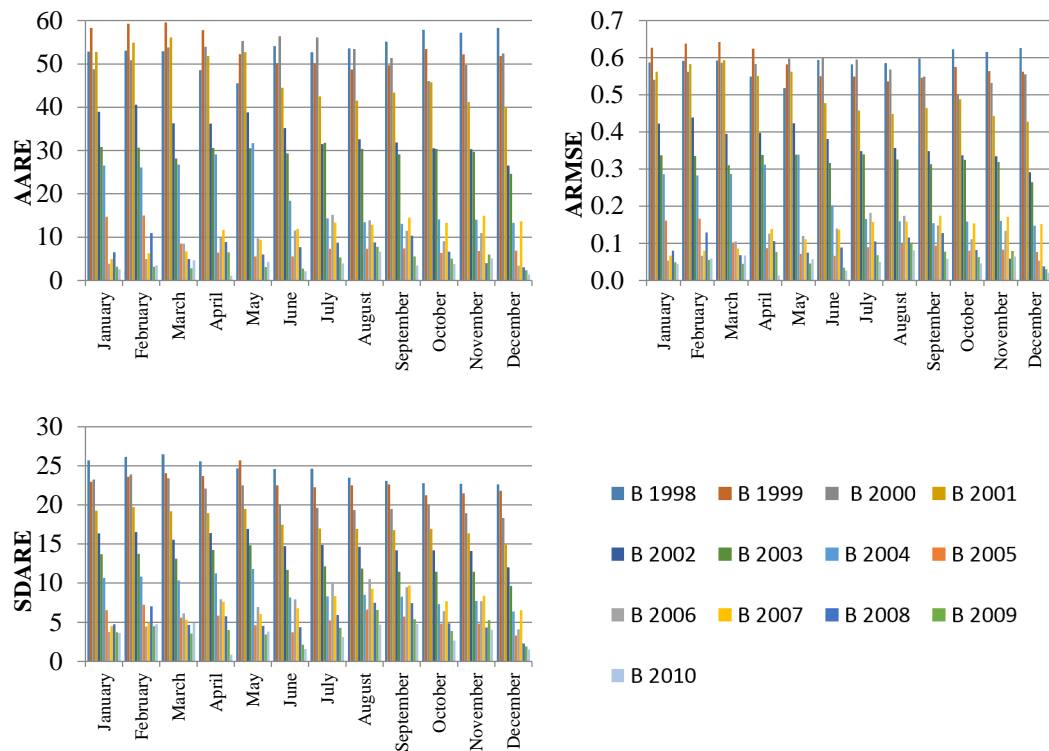 60
50
40
30
20
10
0
AARE
January
February
March
April
May
June
July
August
September
October
November
December
0.7
0.6
0.5
0.4
0.3
0.2
0.1
0
ARMSE
January
February
March
April
May
June
July
August
September
October
November
December
30
25
20
15
10
5
0
SDARE
January
February
March
April
May
June
July
August
September
October
November
December
B 1998 B 1999 B 2000 B 2001
B 2002 B 2003 B 2004 B 2005
B 2006 B 2007 B 2008 B 2009
B 2010